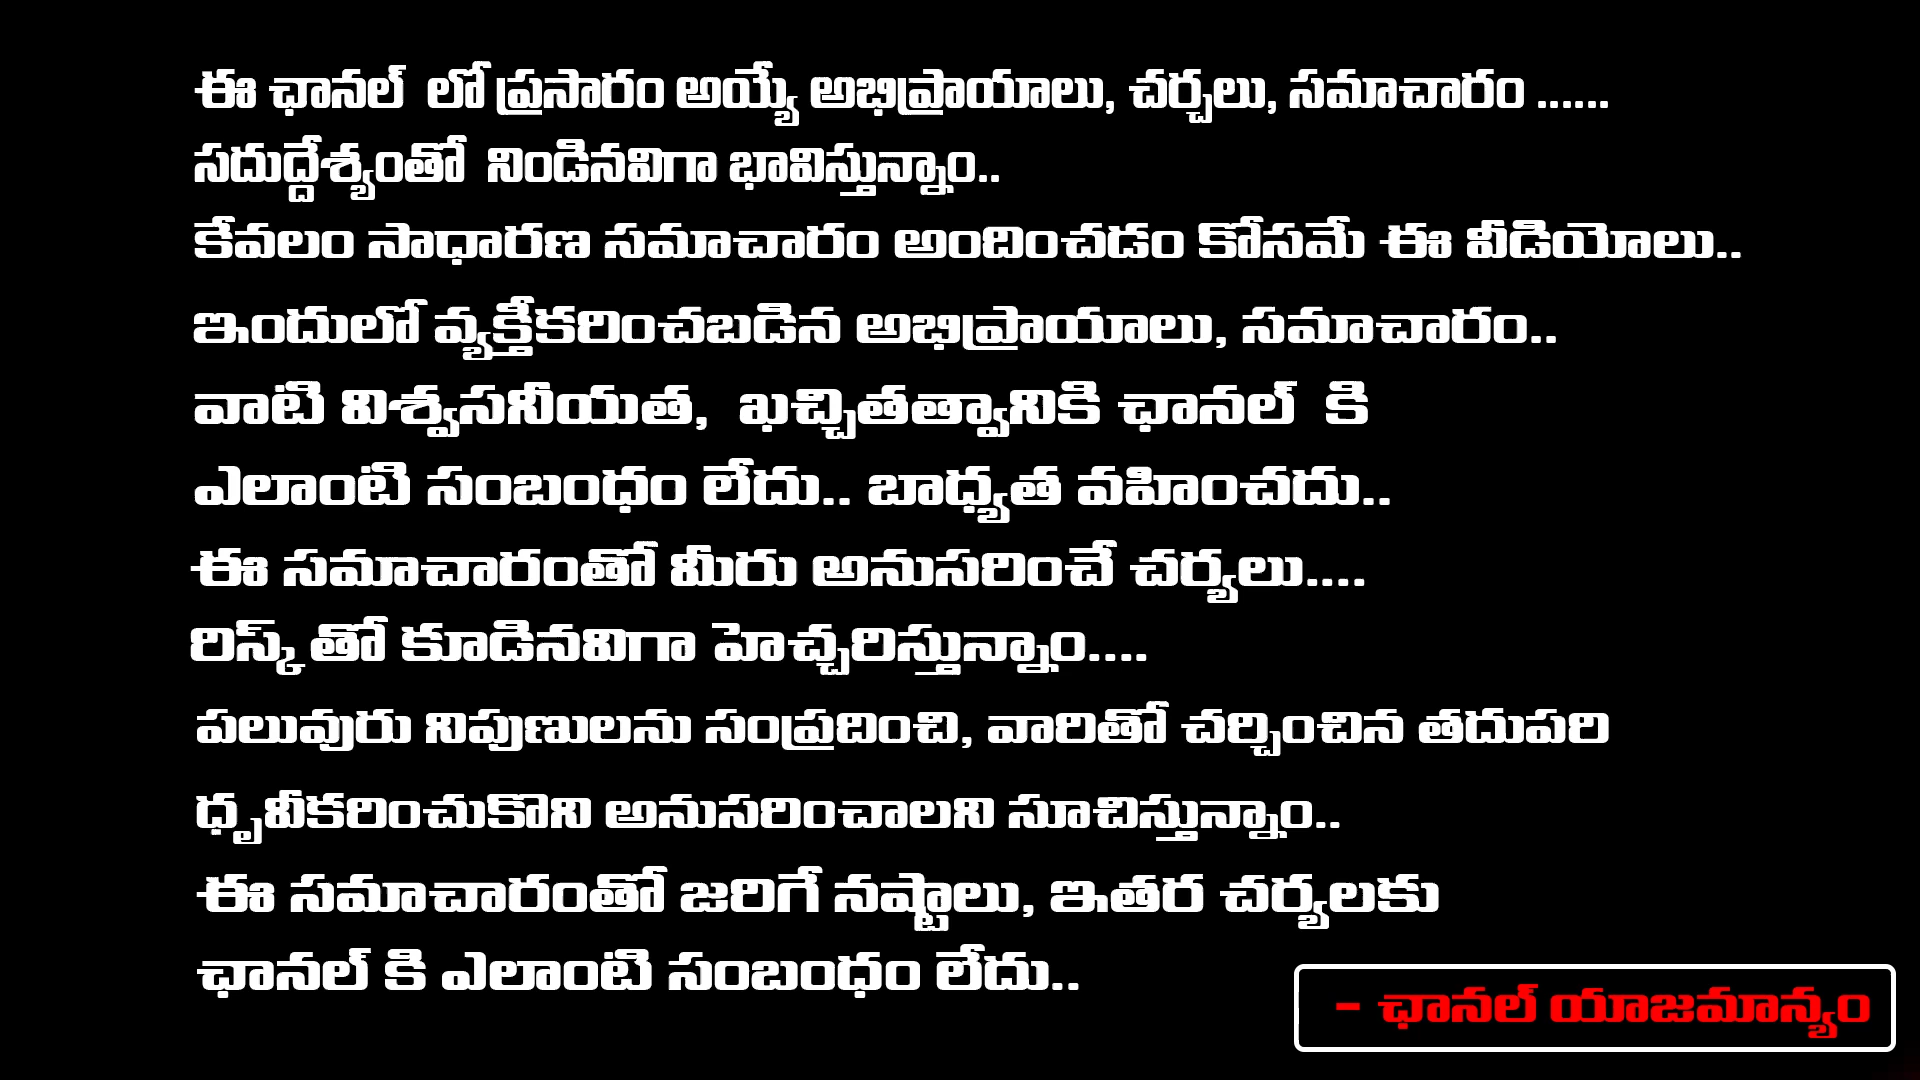 ఈ ఛానల్ లో ప్రసారం అయ్యే అభిప్రాయాలు, చర్చలు, సమాచారం ......
సదుద్దేశ్యంతో నిండినవిగా భావిస్తున్నాం..
కేవలం సాధారణ సమాచారం అందించడం కోసమే ఈ వీడియోలు..
ఇందులో వ్యక్తీకరించబడిన అభిప్రాయాలు, సమాచారం..
వాటి విశ్వసనీయత, ఖచ్చితత్వానికి ఛానల్ కి
ఎలాంటి సంబంధం లేదు.. బాధ్యత వహించదు..
ఈ సమాచారంతో మీరు అనుసరించే చర్యలు....
రిస్క్ తో కూడినవిగా హెచ్చరిస్తున్నాం....
పలువురు నిపుణులను సంప్రదించి, వారితో చర్చించిన తదుపరి
ధృవీకరించుకొని అనుసరించాలని సూచిస్తున్నాం..
ఈ సమాచారంతో జరిగే నష్టాలు, ఇతర చర్యలకు
ఛానల్ కి ఎలాంటి సంబంధం లేదు..
- ఛానల్ యాజమాన్యం